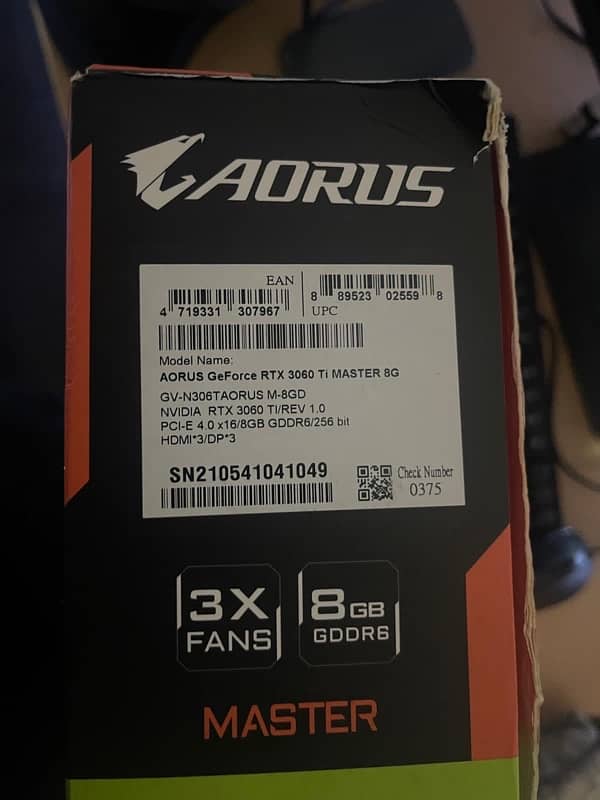 AORUS
EAN
4 719331 307967
8 89523 02559 8
UPC
Model Name:
AORUS GeForce RTX 3060 Ti MASTER 8G
GV-N306TAORUS M-8GD
NVIDIA RTX 3060 TI/REV 1.0
PCI-E 4.0 x16/8GB GDDR6/256 bit
HDMI*3/DP*3
SN210541041049
Check Number
0375
3X
FANS
8GB
GDDR6
MASTER